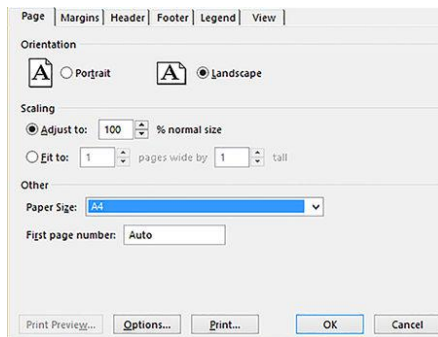 Page Margins Header Footer Legend View
Orientation
A Portrait A Landscape
Scaling
Adjust to: 100 % normal size
Fit to: 1 pages wide by 1 tall
Other
Paper Size: A4
First page number: Auto
Print Preview... Options... Print... OK Cancel